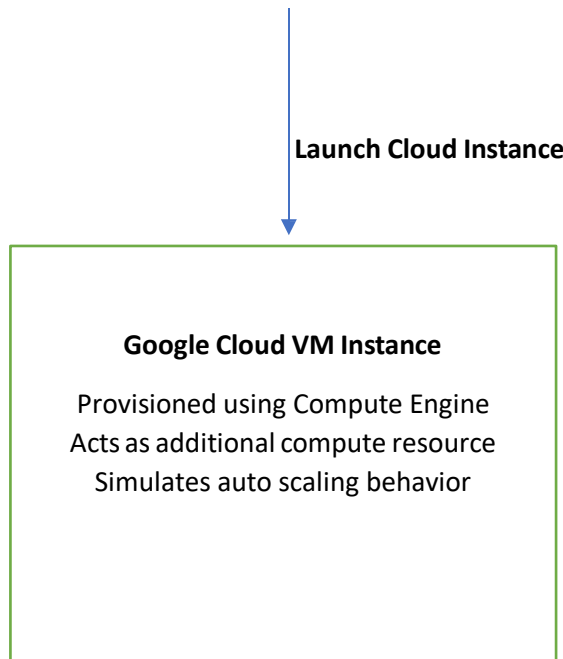 Launch Cloud Instance
Google Cloud VM Instance
Provisioned using Compute Engine
Acts as additional compute resource
Simulates auto scaling behavior